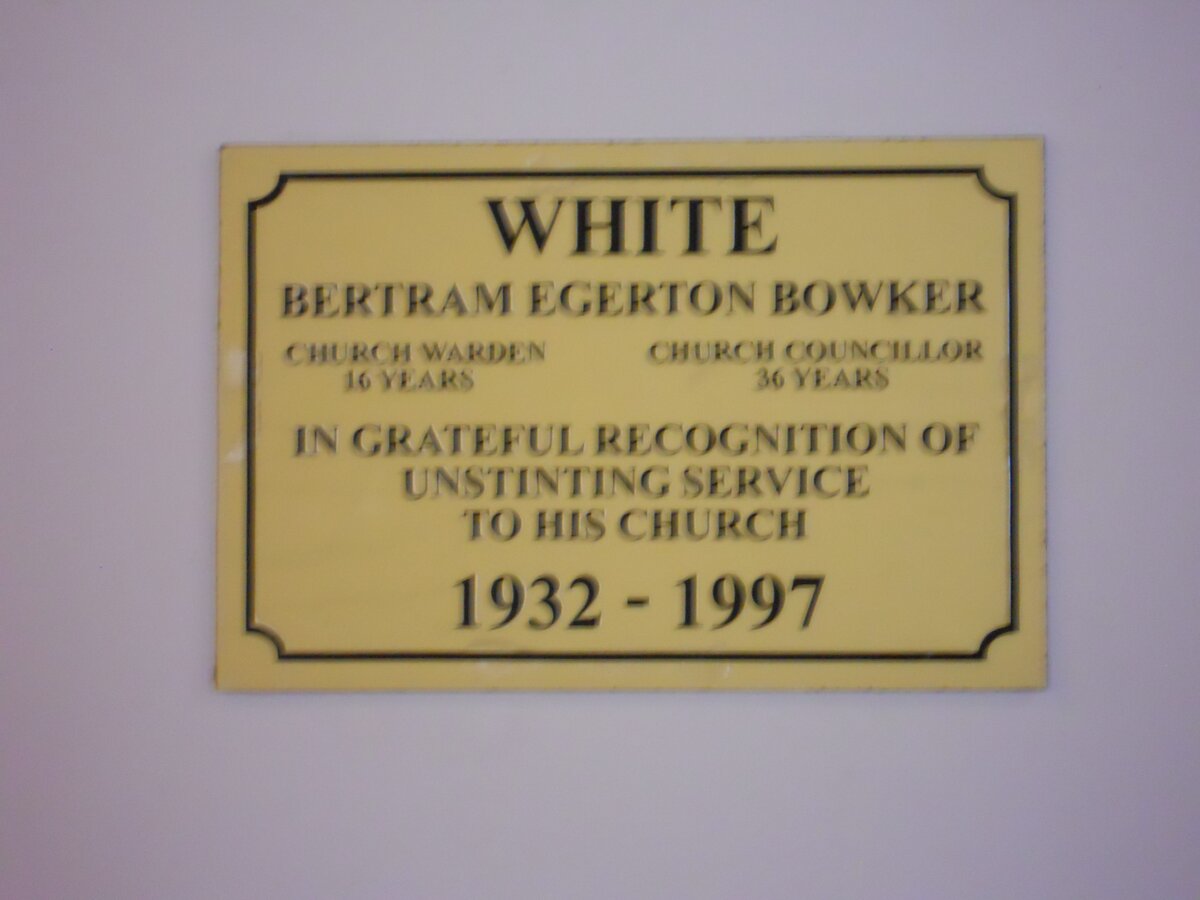 WHITE
BERTRAM EGERTON BOWKER
CHURCH WARDEN CHURCH COUNCILLOR
16 YEARS 36 YEARS
IN GRATEFUL RECOGNITION OF
UNSTINTING SERVICE
TO HIS CHURCH
1932 - 1997